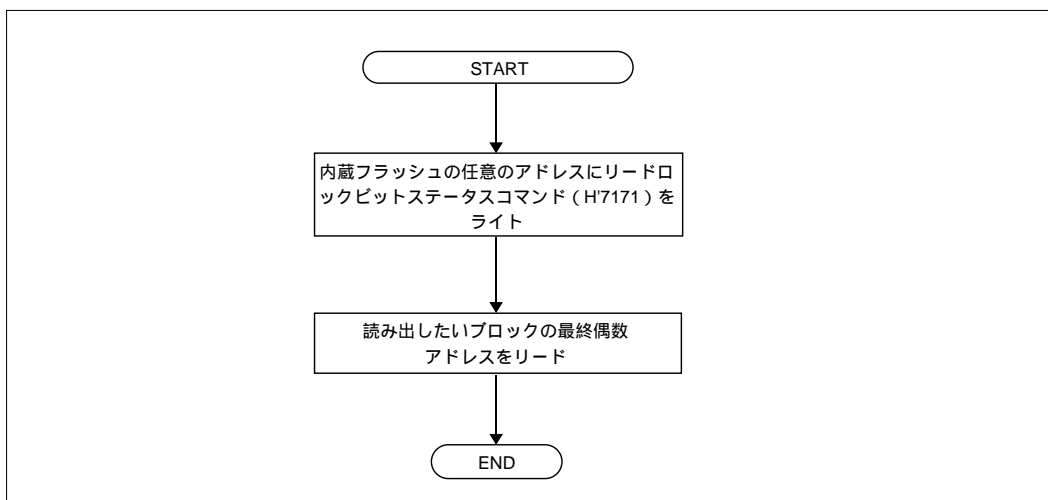 START
内蔵フラッシュの任意のアドレスにリードロ
ックビットステータスコマンド（H'7171）を
ライト
読み出したいブロックの最終偶数
アドレスをリード
END